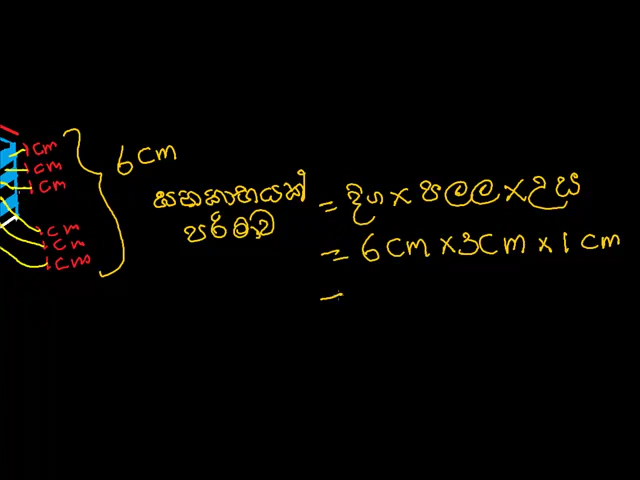 1cm
1cm
1cm
1cm
1cm
1cm
6cm
ඝනකාභයක්
පරිමාව
= දිග × පළල × උස
= 6cm × 3cm × 1cm
=